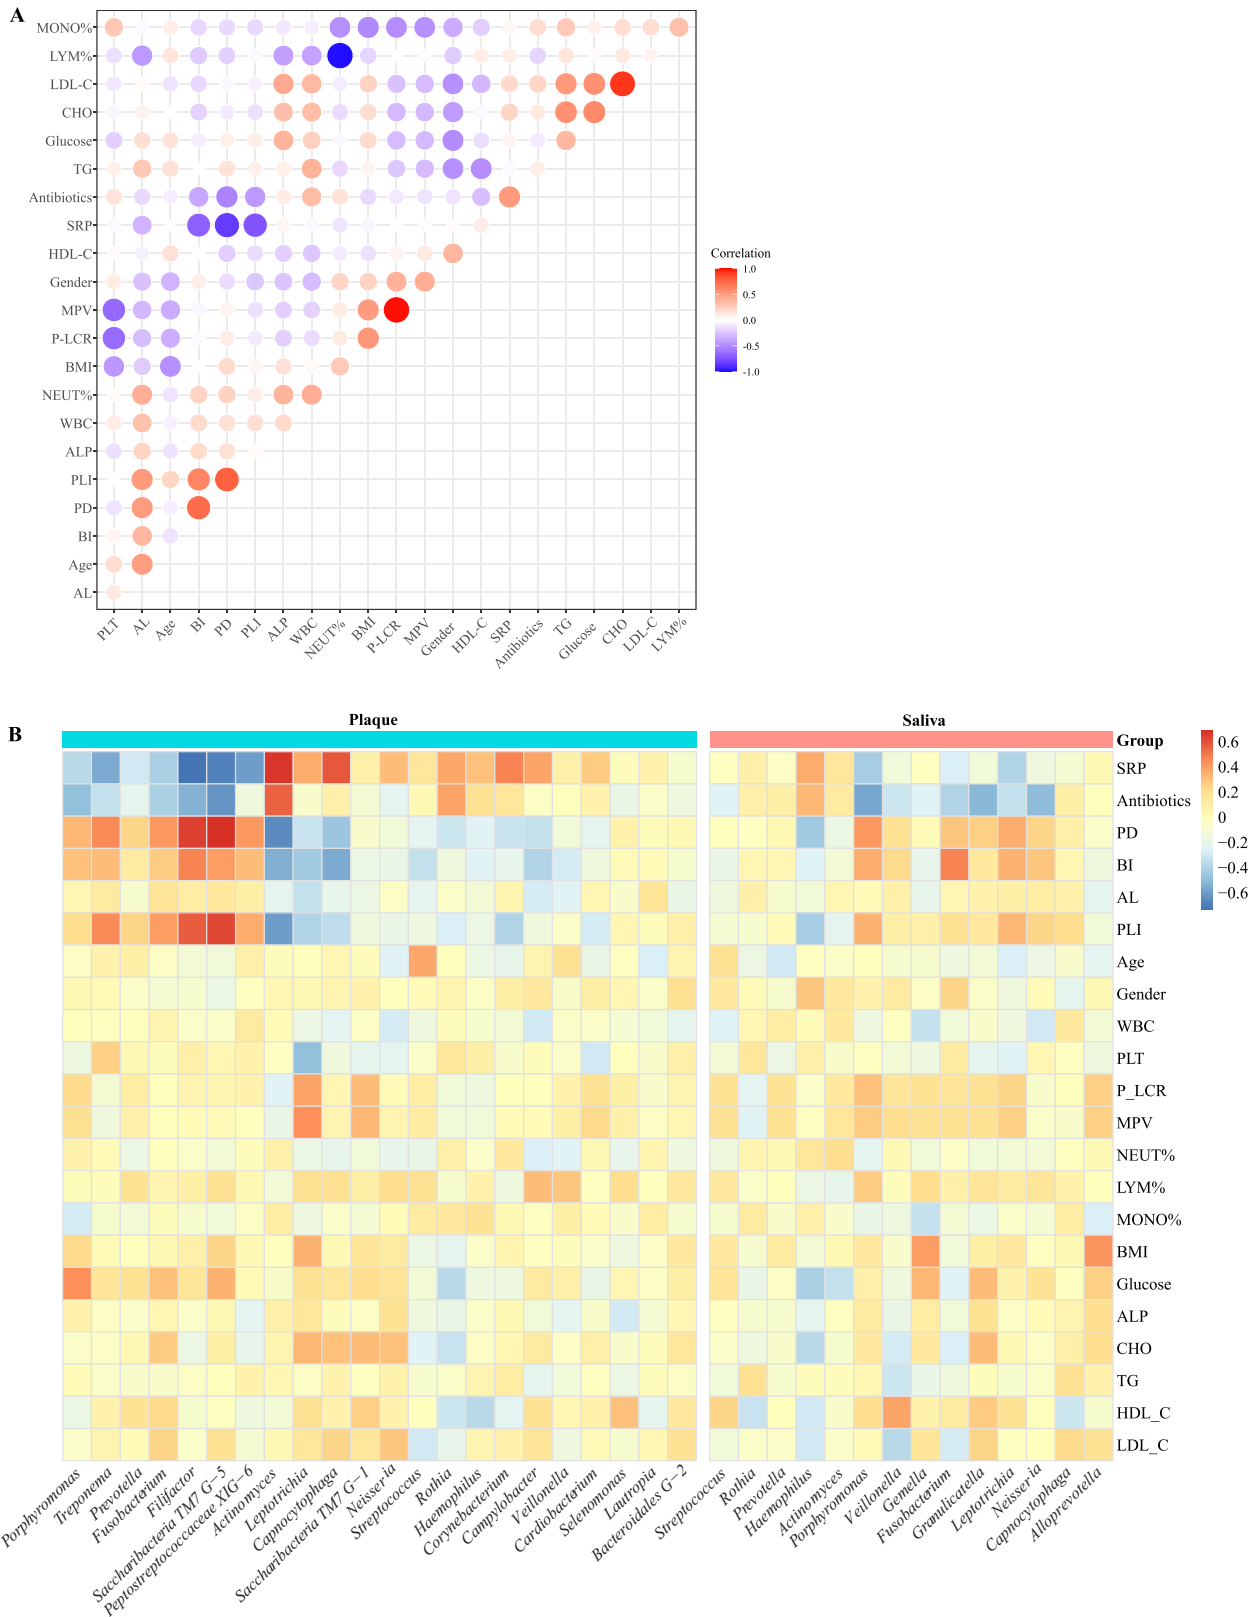 A
MONO%
LYM%
LDL-C
CHO
Glucose
TG
Antibiotics
SRP
HDL-C
Gender
MPV
P-LCR
BMI
NEUT%
WBC
ALP
PLI
PD
BI
Age
AL
PLT
AL
Age
BI
PD
PLI
ALP
WBC
NEUT%
BMI
P-LCR
MPV
Gender
HDL-C
SRP
Antibiotics
TG
Glucose
CHO
LDL-C
LYM%
Correlation
1.0
0.5
0.0
-0.5
-1.0
B
Plaque
Saliva
Group
SRP
Antibiotics
PD
BI
AL
PLI
Age
Gender
WBC
PLT
P_LCR
MPV
NEUT%
LYM%
MONO%
BMI
Glucose
ALP
CHO
TG
HDL_C
LDL_C
0.6
0.4
0.2
0
−0.2
−0.4
−0.6
Porphyromonas
Treponema
Prevotella
Fusobacterium
Filifactor
Saccharibacteria TM7 G−5
Peptostreptococcaceae XIG−6
Actinomyces
Leptotrichia
Capnocytophaga
Saccharibacteria TM7 G−1
Neisseria
Streptococcus
Rothia
Haemophilus
Corynebacterium
Campylobacter
Veillonella
Cardiobacterium
Selenomonas
Lautropia
Bacteroidales G−2
Streptococcus
Rothia
Prevotella
Haemophilus
Actinomyces
Porphyromonas
Veillonella
Gemella
Fusobacterium
Granulicatella
Leptotrichia
Neisseria
Capnocytophaga
Alloprevotella